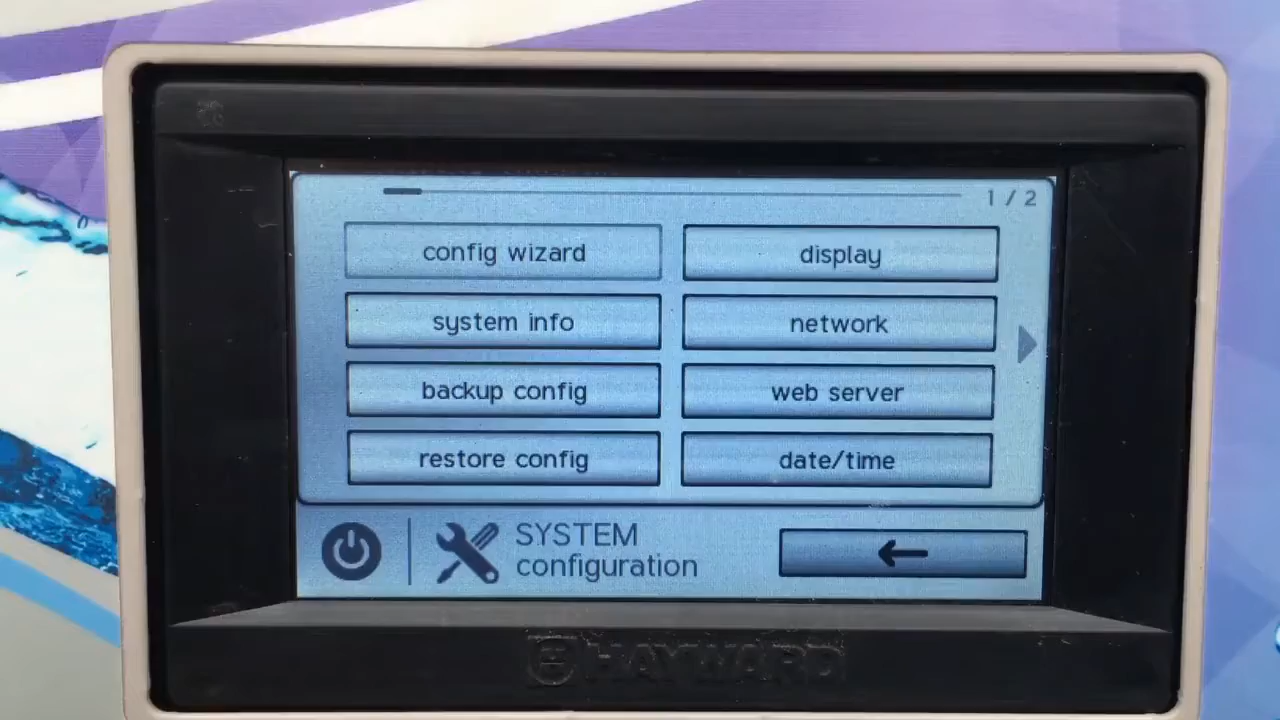 1 / 2
config wizard
display
system info
network
backup config
web server
restore config
date/time
SYSTEM
configuration
HAYWARD